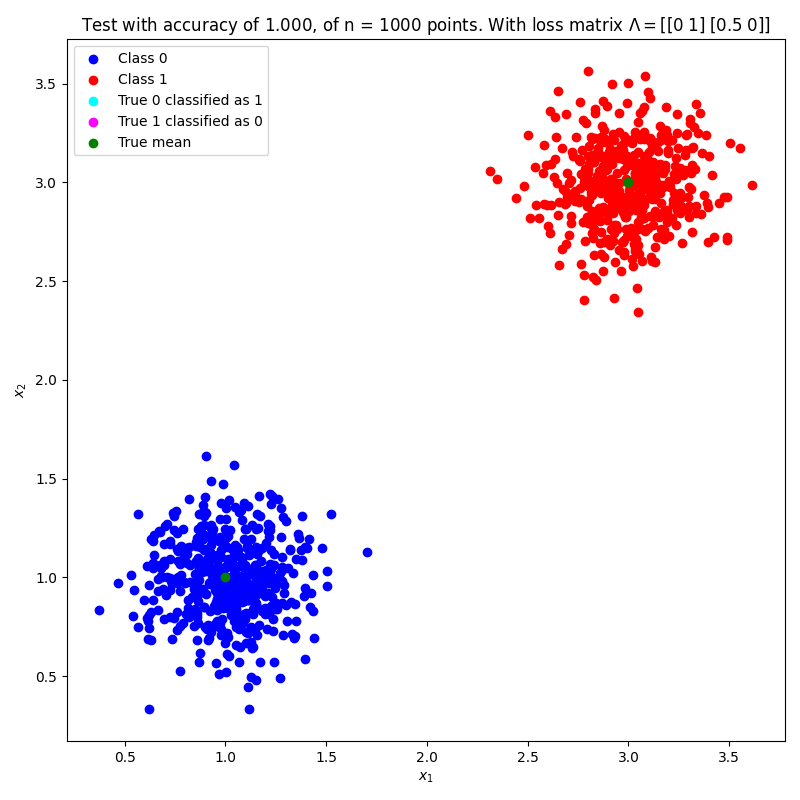 Test with accuracy of 1.000, of n = 1000 points. With loss matrix Λ = [[0 1] [0.5 0]]
Class 0
Class 1
True 0 classified as 1
True 1 classified as 0
True mean
3.5
3.0
2.5
2.0
1.5
1.0
0.5
x₂
0.5 1.0 1.5 2.0 2.5 3.0 3.5
x₁